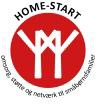 HOME-START
omsorg, støtte og netværk til småbørnsfamilier